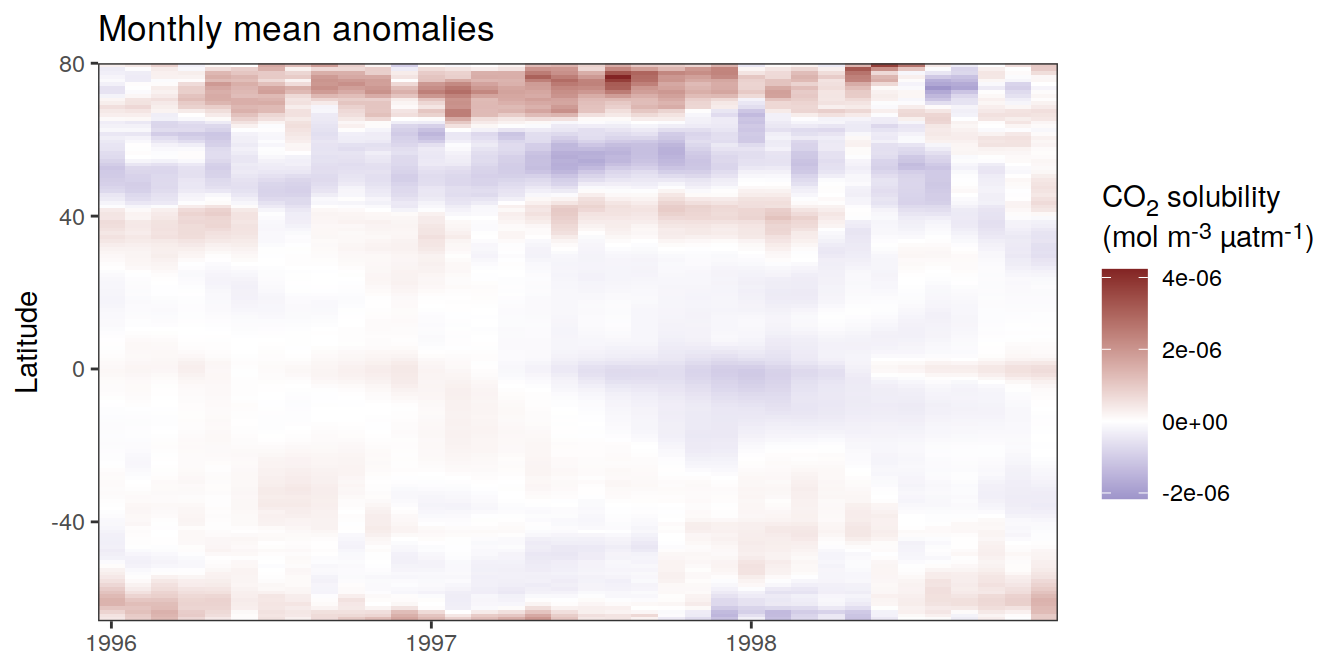 Monthly mean anomalies
Latitude
80
40
0
-40
1996
1997
1998
CO₂ solubility
(mol m⁻³ µatm⁻¹)
4e-06
2e-06
0e+00
-2e-06